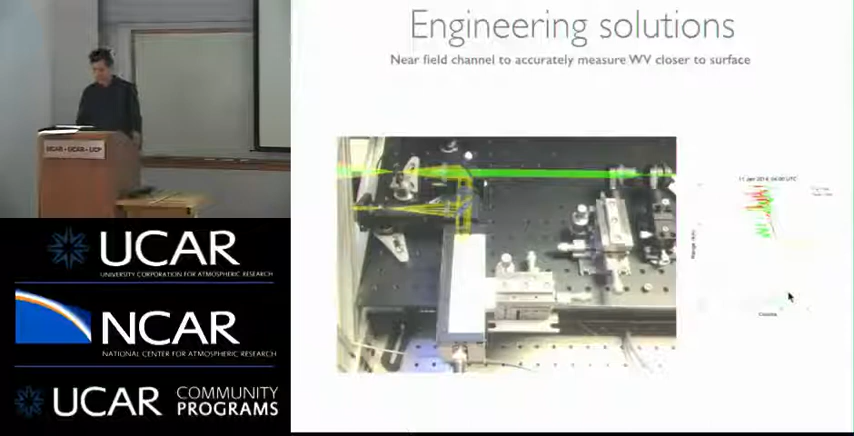 Engineering solutions
Near field channel to accurately measure WV closer to surface
UCAR • UCAR • UCP
UCAR
UNIVERSITY CORPORATION FOR ATMOSPHERIC RESEARCH
NCAR
NATIONAL CENTER FOR ATMOSPHERIC RESEARCH
UCAR
COMMUNITY
PROGRAMS
11 Jan 2014, 04:00 UTC